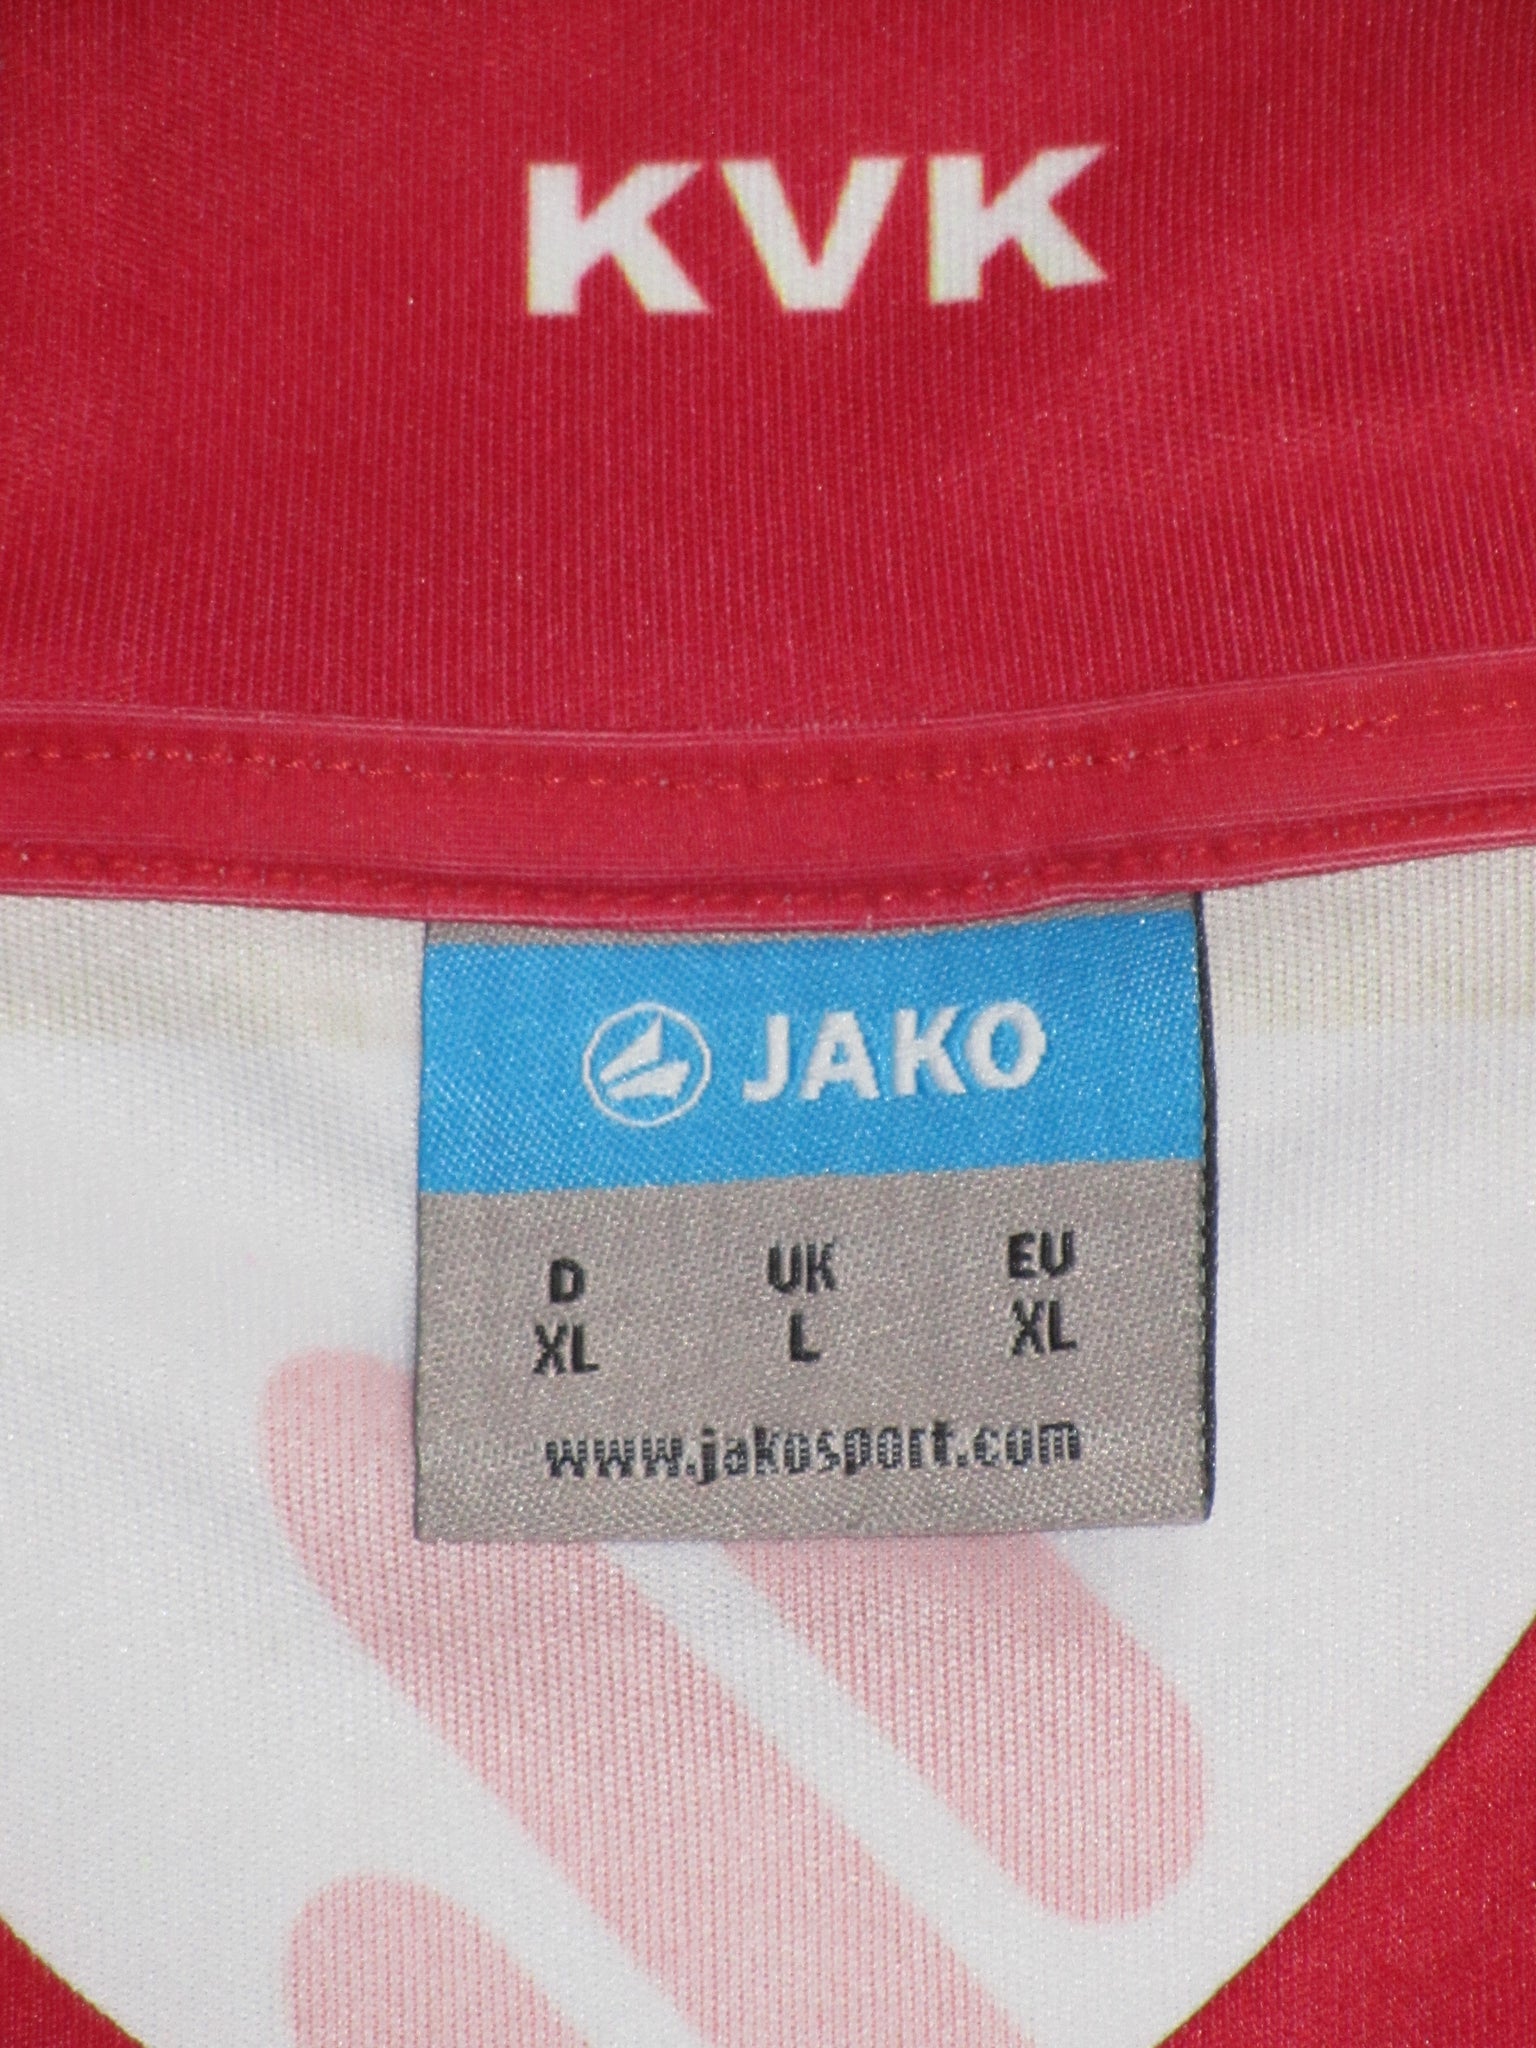 KVK
JAKO
D UK EU
XL L XL
www.jakosport.com